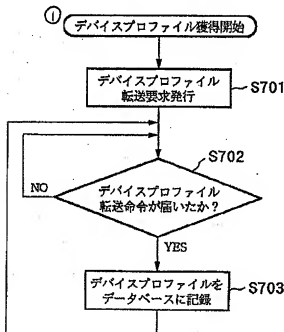 ① デバイスプロファイル獲得開始
デバイスプロファイル
転送要求発行
S701
S702
デバイスプロファイル
転送命令が届いたか?
NO
YES
デバイスプロファイルを
データベースに記録
S703